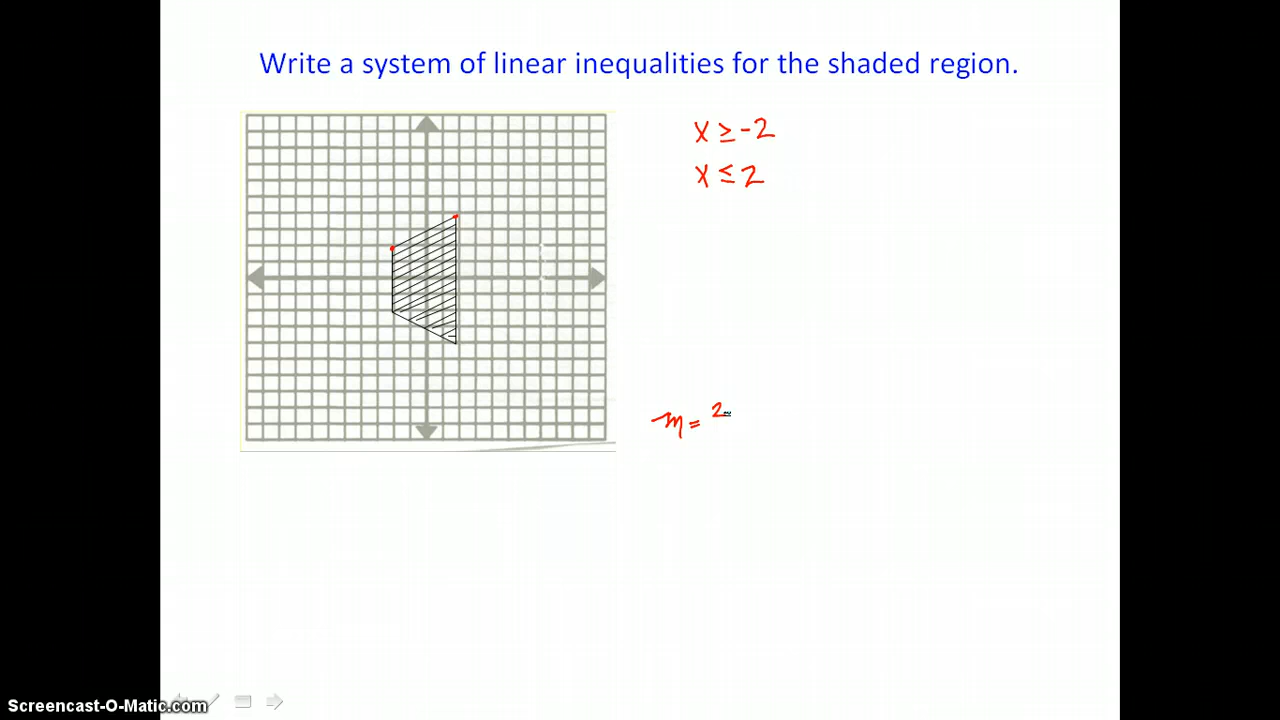 Write a system of linear inequalities for the shaded region.
x ≥ -2
x ≤ 2
m = 2
Screencast-O-Matic.com